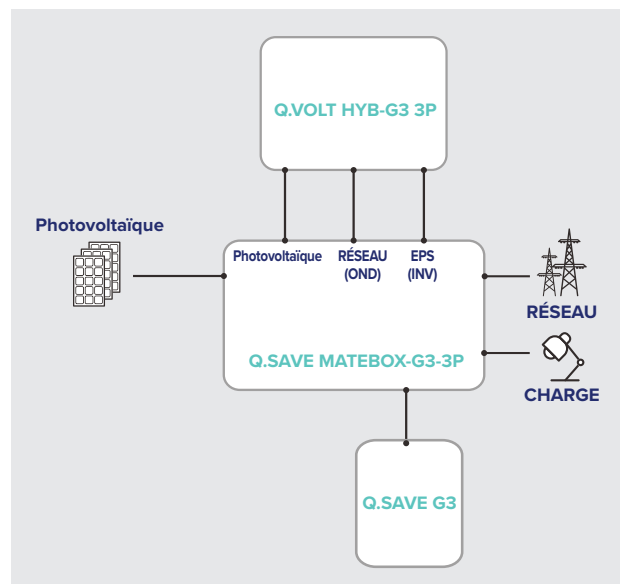 Q.VOLT HYB-G3 3P
Photovoltaïque
Photovoltaïque
RÉSEAU
(OND)
EPS
(INV)
RÉSEAU
Q.SAVE MATEBOX-G3-3P
CHARGE
Q.SAVE G3